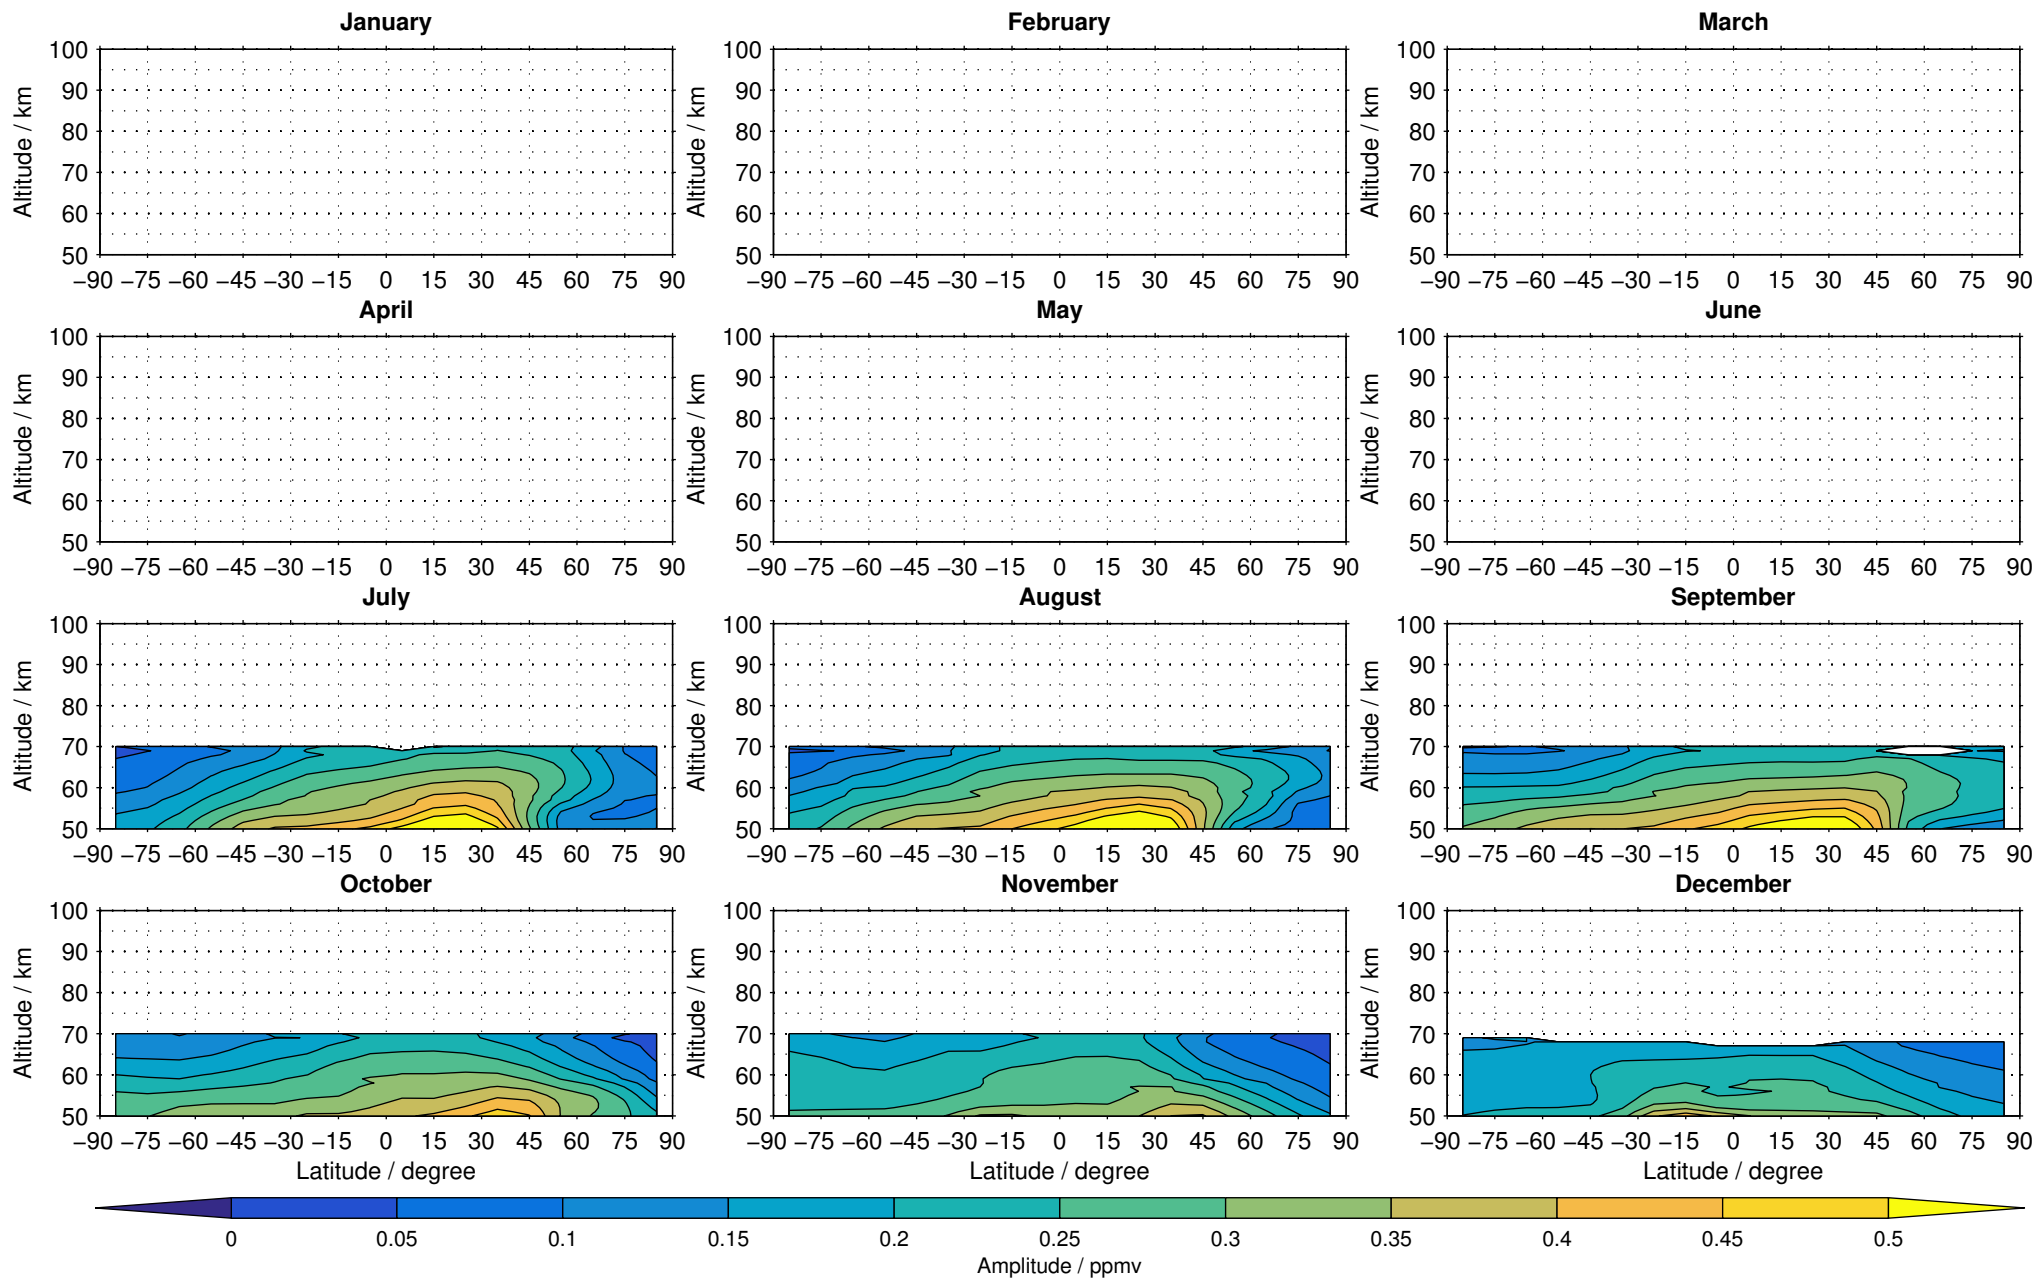 January February March
100 100 100
90 90 90
80 80 80
70 70 70
60 60 60
50 50 50
Altitude / km Altitude / km Altitude / km
−90 −75 −60 −45 −30 −15 0 15 30 45 60 75 90 −90 −75 −60 −45 −30 −15 0 15 30 45 60 75 90 −90 −75 −60 −45 −30 −15 0 15 30 45 60 75 90
April May June
100 100 100
90 90 90
80 80 80
70 70 70
60 60 60
50 50 50
Altitude / km Altitude / km Altitude / km
−90 −75 −60 −45 −30 −15 0 15 30 45 60 75 90 −90 −75 −60 −45 −30 −15 0 15 30 45 60 75 90 −90 −75 −60 −45 −30 −15 0 15 30 45 60 75 90
July August September
100 100 100
90 90 90
80 80 80
70 70 70
60 60 60
50 50 50
Altitude / km Altitude / km Altitude / km
−90 −75 −60 −45 −30 −15 0 15 30 45 60 75 90 −90 −75 −60 −45 −30 −15 0 15 30 45 60 75 90 −90 −75 −60 −45 −30 −15 0 15 30 45 60 75 90
October November December
100 100 100
90 90 90
80 80 80
70 70 70
60 60 60
50 50 50
Altitude / km Altitude / km Altitude / km
−90 −75 −60 −45 −30 −15 0 15 30 45 60 75 90 −90 −75 −60 −45 −30 −15 0 15 30 45 60 75 90 −90 −75 −60 −45 −30 −15 0 15 30 45 60 75 90
Latitude / degree Latitude / degree Latitude / degree
0 0.05 0.1 0.15 0.2 0.25 0.3 0.35 0.4 0.45 0.5
Amplitude / ppmv